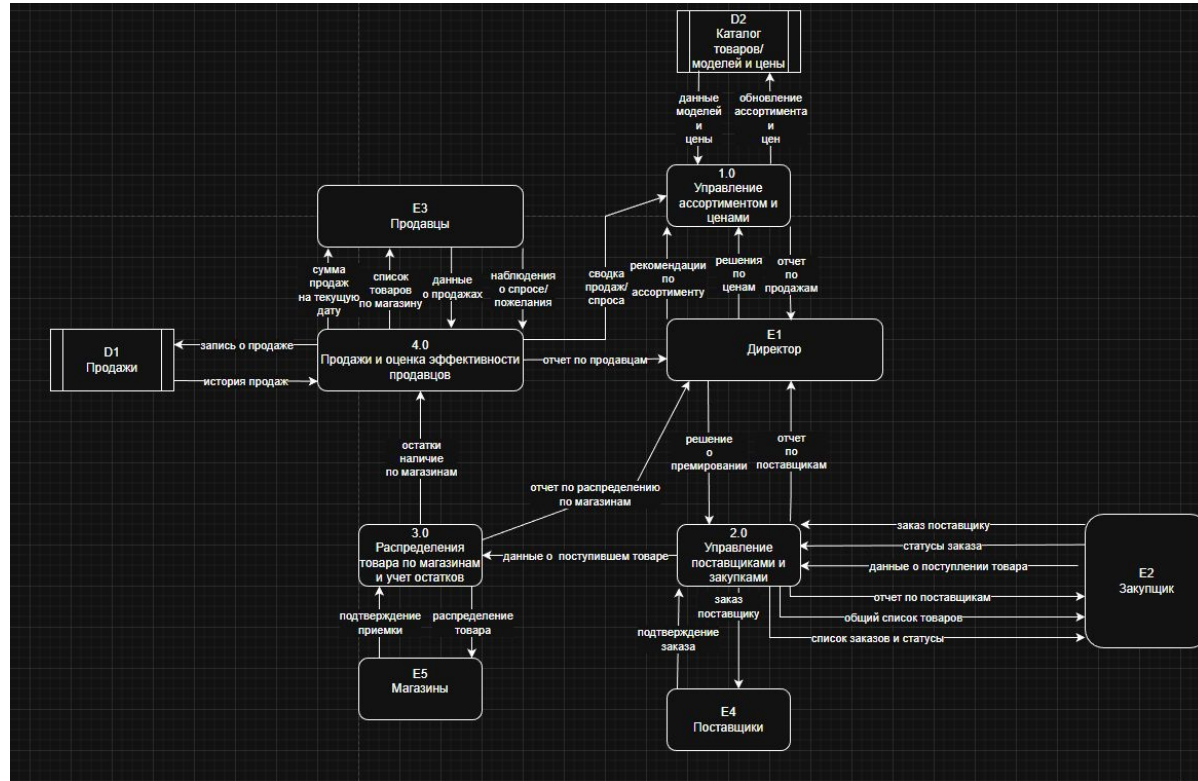 D2
Каталог
товаров/
моделей и цены
данные
моделей
и
цены
обновление
ассортимента
и
цен
1.0
Управление
ассортиментом и
ценами
E3
Продавцы
сумма
продаж
на текущую
дату
список
товаров
по магазину
данные
о продажах
наблюдения
о спросе/
пожелания
сводка
продаж/
спроса
рекомендации
по
ассортименту
решения
по
ценам
отчет
по
продажам
D1
Продажи
запись о продаже
история продаж
4.0
Продажи и оценка эффективности
продавцов
отчет по продавцам
E1
Директор
остатки
наличие
по магазинам
отчет по распределению
по магазинам
решение
о
премировании
отчет
по
поставщикам
3.0
Распределения
товара по магазинам
и учет остатков
данные о поступившем товаре
2.0
Управление
поставщиками и
закупками
заказ поставщику
статусы заказа
данные о поступлении товара
отчет по поставщикам
общий список товаров
список заказов и статусы
E2
Закупщик
подтверждение
приемки
распределение
товара
заказ
поставщику
подтверждение
заказа
E5
Магазины
E4
Поставщики